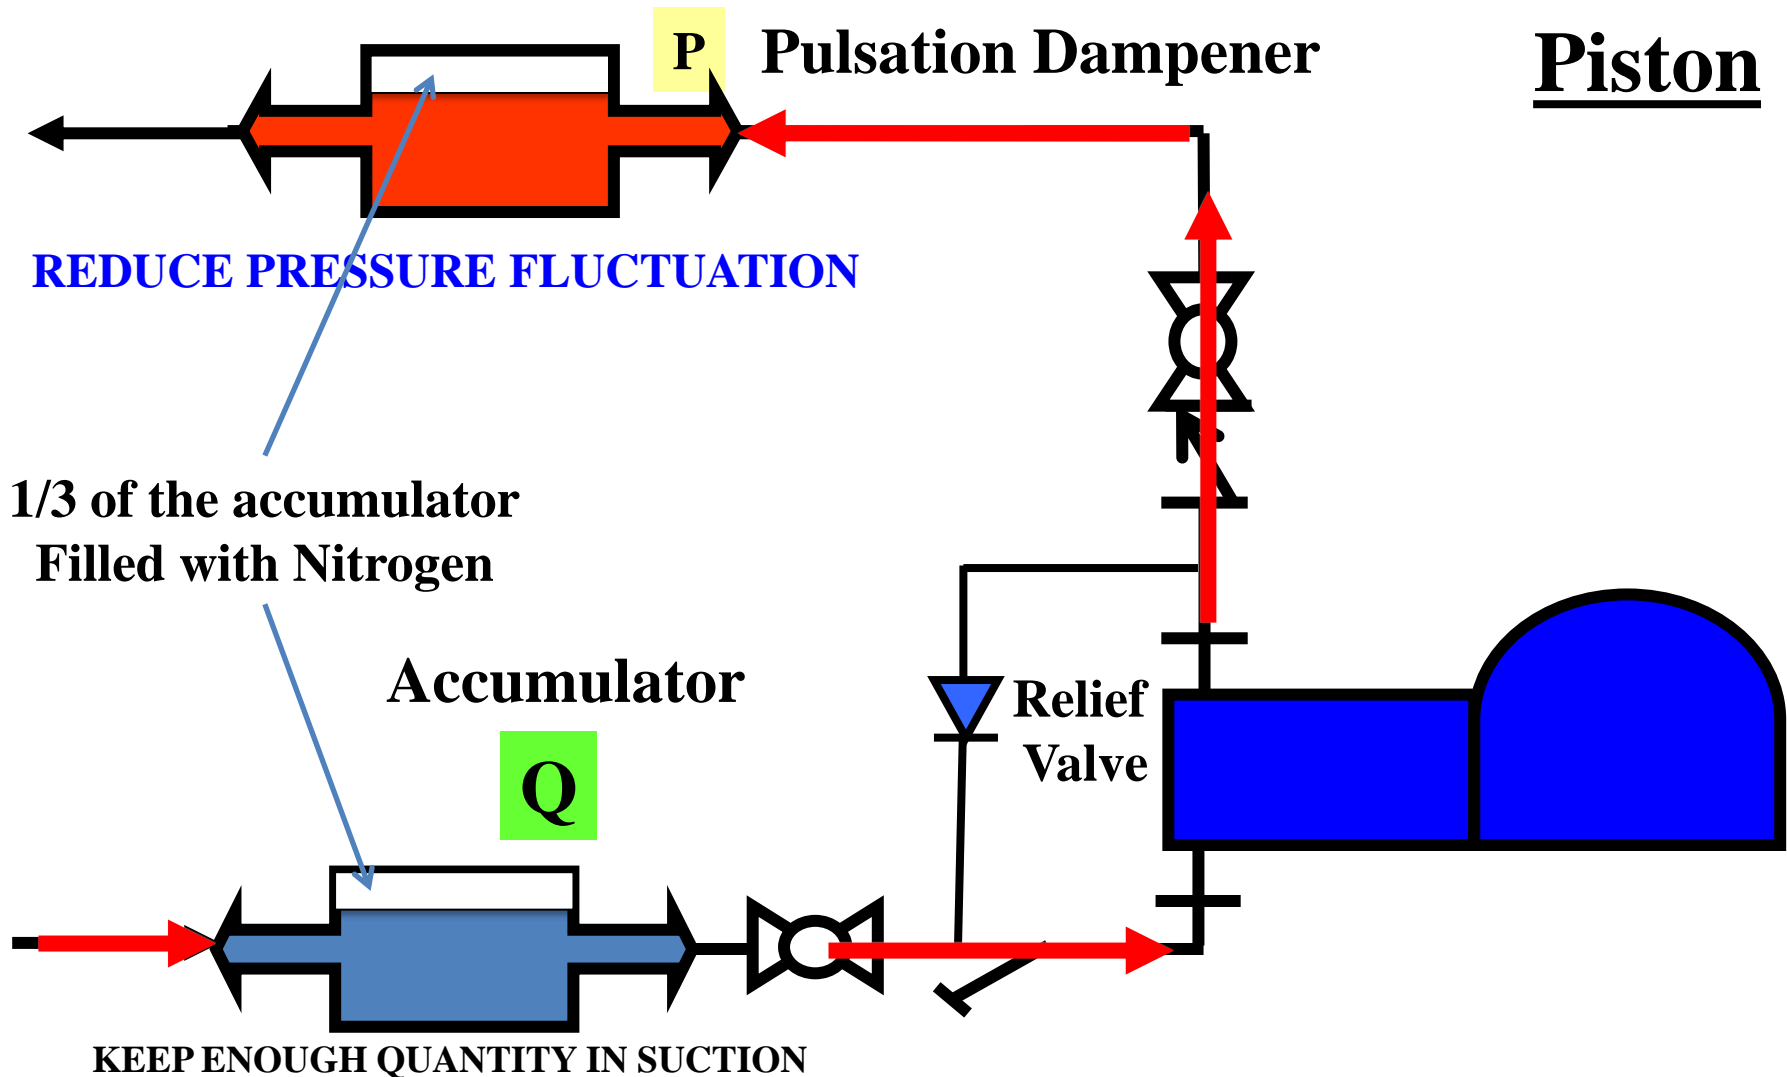 P
Pulsation Dampener
Piston
REDUCE PRESSURE FLUCTUATION
1/3 of the accumulator
Filled with Nitrogen
Accumulator
Relief
Valve
Q
KEEP ENOUGH QUANTITY IN SUCTION